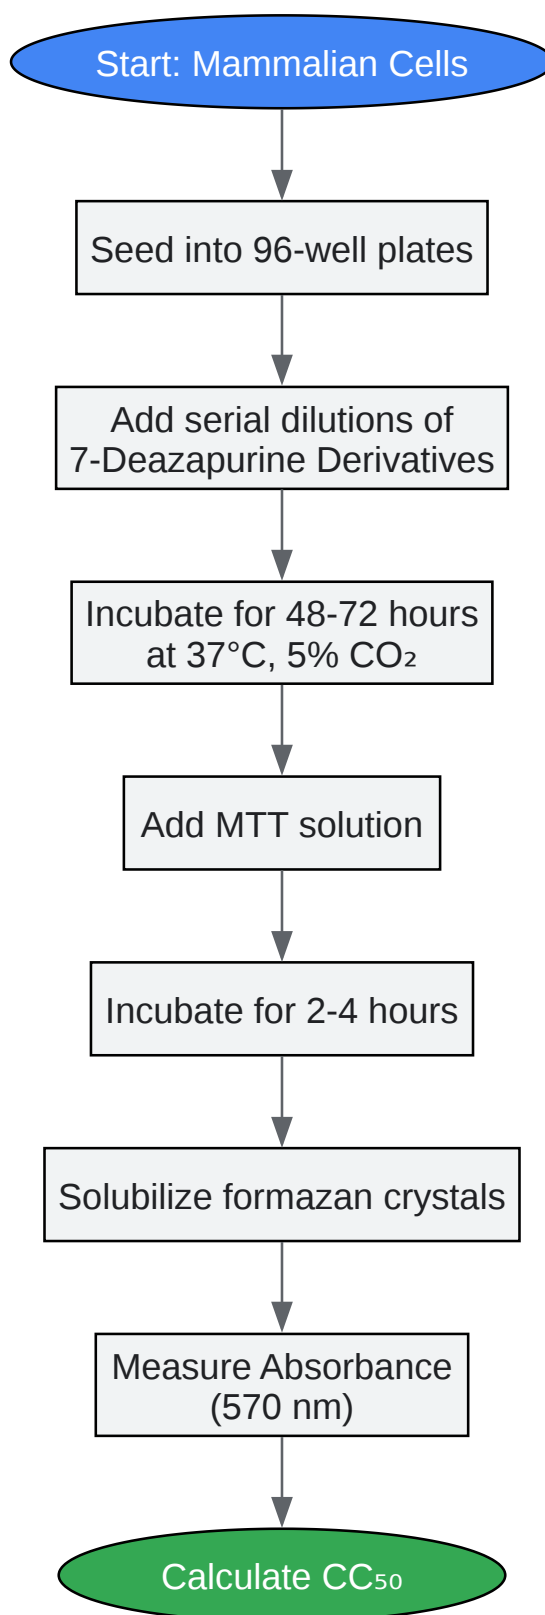 Start: Mammalian Cells
Seed into 96-well plates
Add serial dilutions of
7-Deazapurine Derivatives
Incubate for 48-72 hours
at 37°C, 5% CO₂
Add MTT solution
Incubate for 2-4 hours
Solubilize formazan crystals
Measure Absorbance
(570 nm)
Calculate CC₅₀